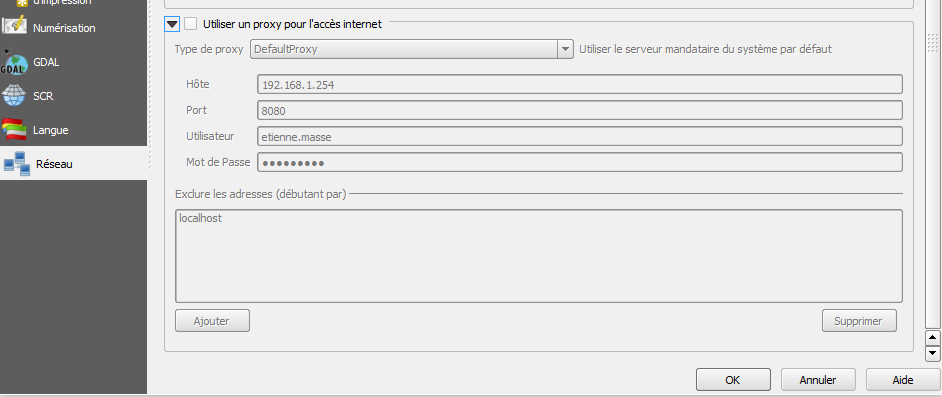 d'impression
Numérisation
GDAL
GDAL
SCR
Langue
Réseau
Utiliser un proxy pour l'accès internet
Type de proxy DefaultProxy Utiliser le serveur mandataire du système par défaut
Hôte 192.168.1.254
Port 8080
Utilisateur etienne.masse
Mot de Passe ●●●●●●●●●
Exclure les adresses (débutant par)
localhost
Ajouter Supprimer
OK Annuler Aide